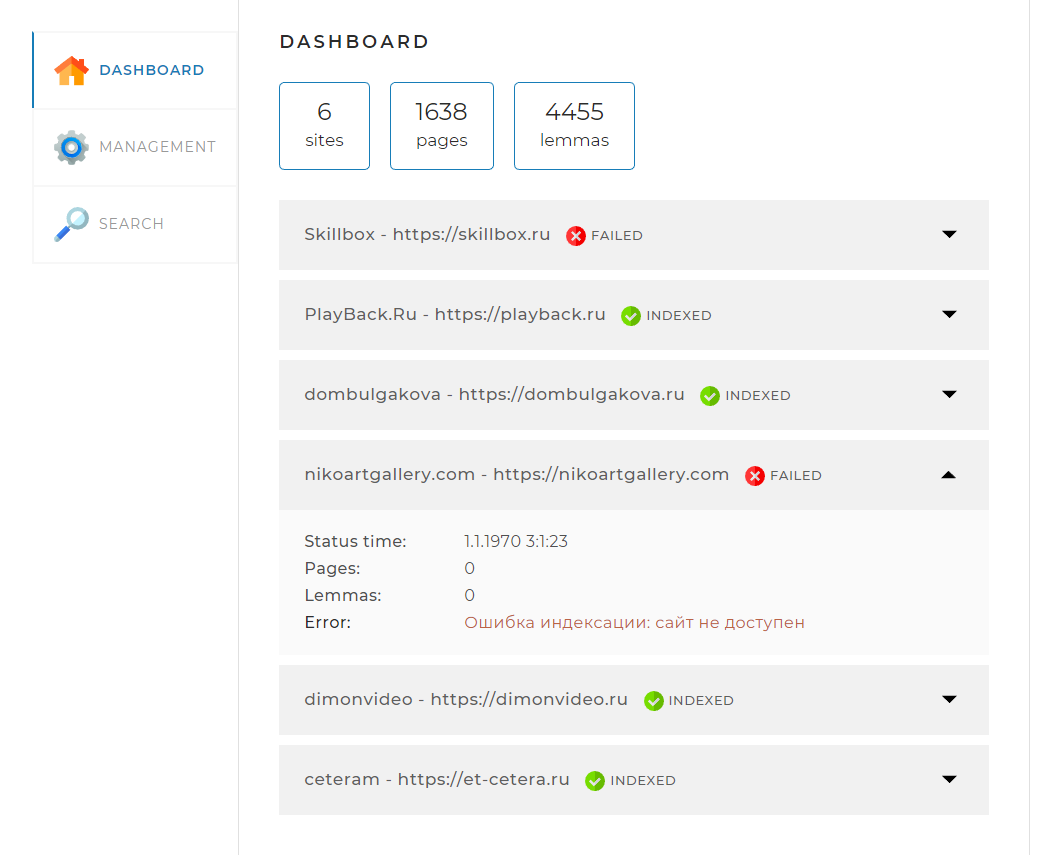 DASHBOARD
MANAGEMENT
SEARCH
DASHBOARD
6
sites
1638
pages
4455
lemmas
Skillbox - https://skillbox.ru FAILED
PlayBack.Ru - https://playback.ru INDEXED
dombulgakova - https://dombulgakova.ru INDEXED
nikoartgallery.com - https://nikoartgallery.com FAILED
Status time: 1.1.1970 3:1:23
Pages: 0
Lemmas: 0
Error: Ошибка индексации: сайт не доступен
dimonvideo - https://dimonvideo.ru INDEXED
ceteram - https://et-cetera.ru INDEXED